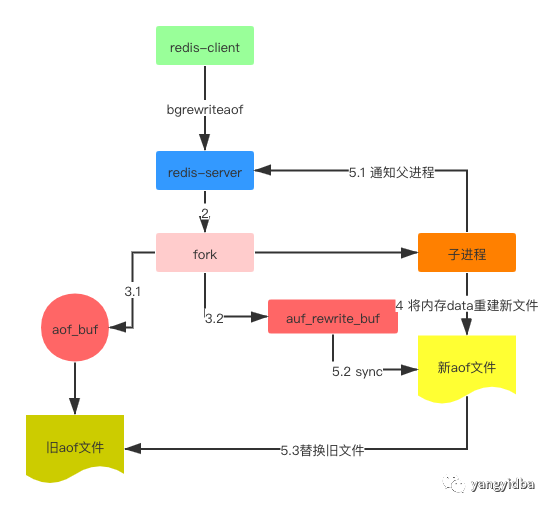 redis-client
bgrewriteaof
redis-server
5.1 通知父进程
2
fork
子进程
3.1
3.2
aof_buf
auf_rewrite_buf
4 将内存data重建新文件
5.2 sync
新aof文件
旧aof文件
5.3替换旧文件
yangyidba